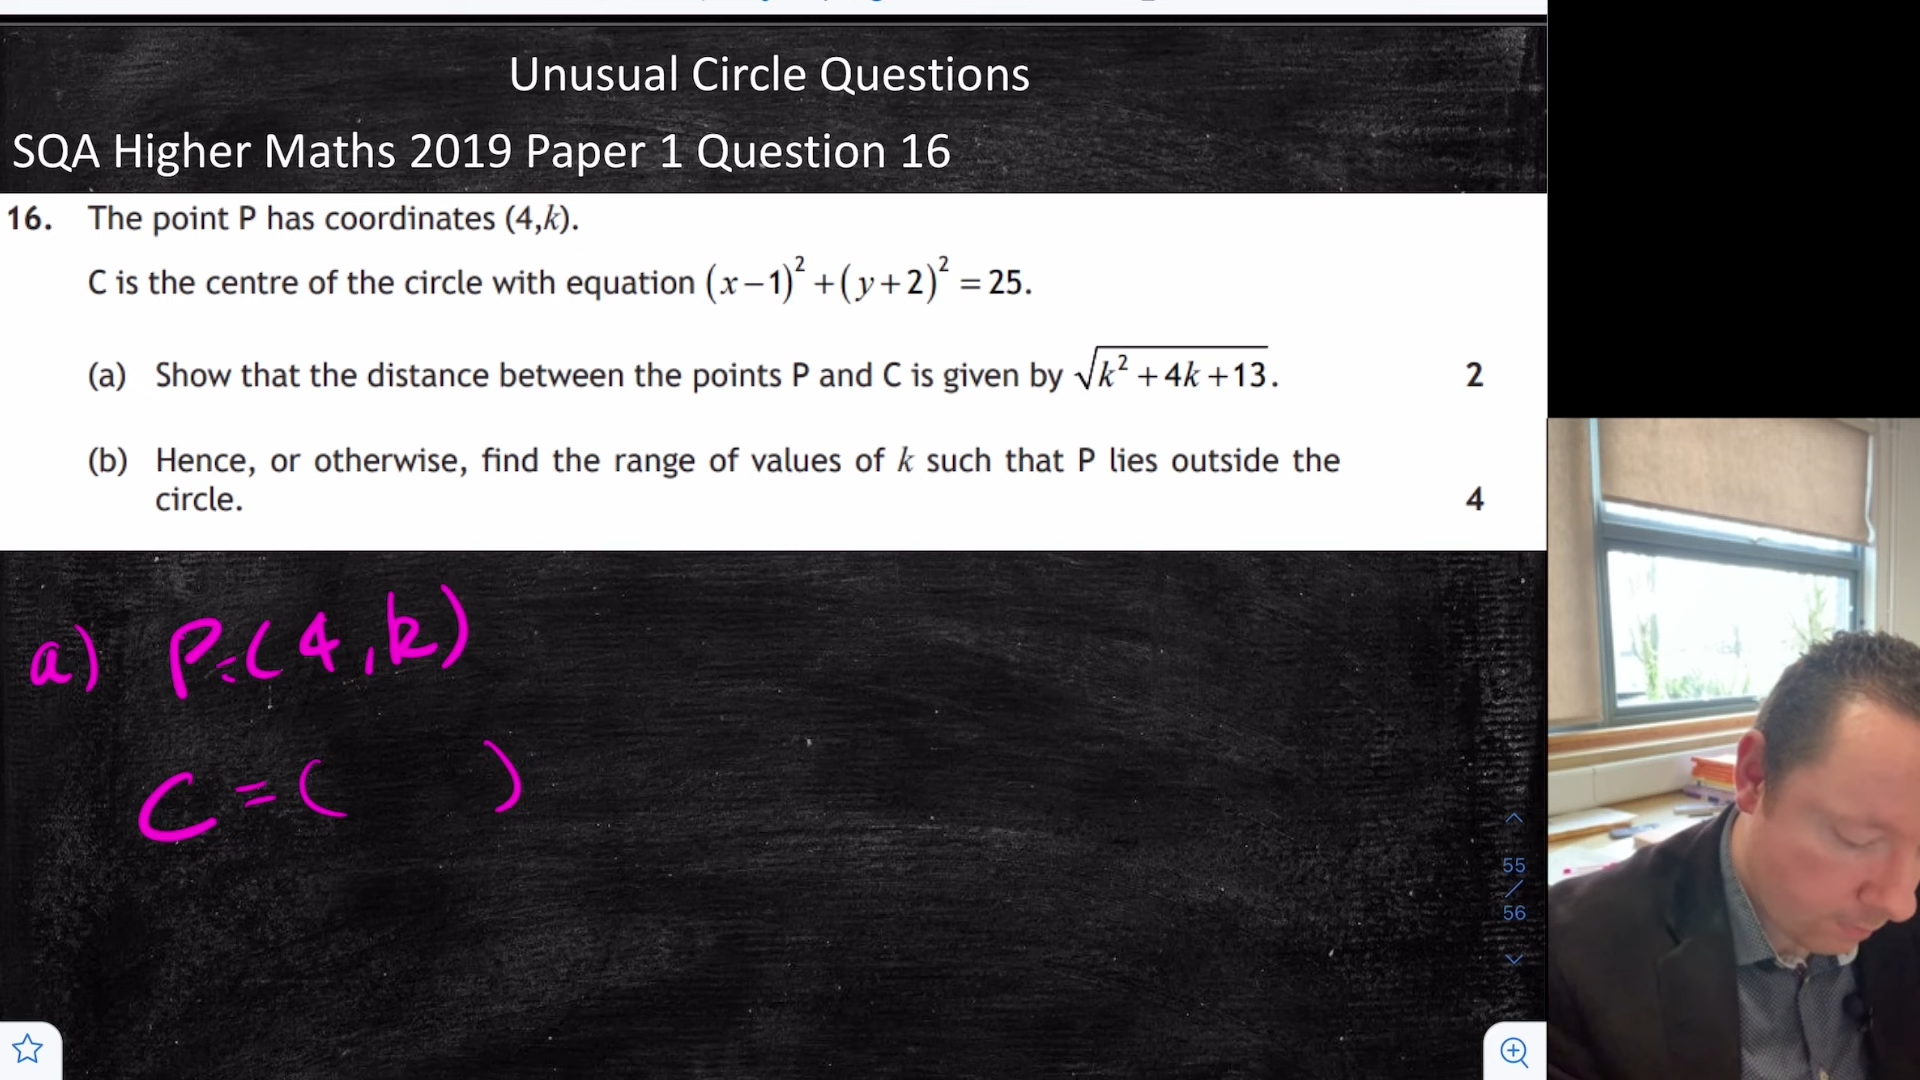 Unusual Circle Questions
SQA Higher Maths 2019 Paper 1 Question 16
16. The point P has coordinates (4,k).
C is the centre of the circle with equation (x−1)² + (y+2)² = 25.
(a) Show that the distance between the points P and C is given by √(k² + 4k + 13). 2
(b) Hence, or otherwise, find the range of values of k such that P lies outside the
circle. 4
a) P=(4,k)
C=( )
55
/
56